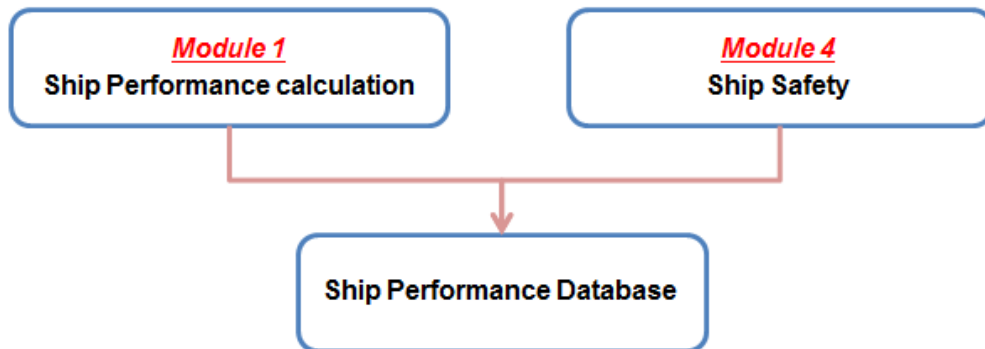 Module 1
Ship Performance calculation
Module 4
Ship Safety
Ship Performance Database